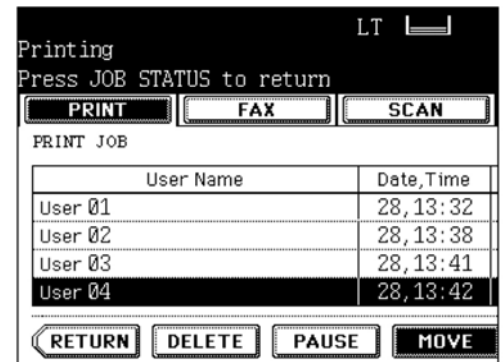 LT
Printing
Press JOB STATUS to return
PRINT FAX SCAN
PRINT JOB
User Name Date,Time
User 01 28,13:32
User 02 28,13:38
User 03 28,13:41
User 04 28,13:42
RETURN DELETE PAUSE MOVE